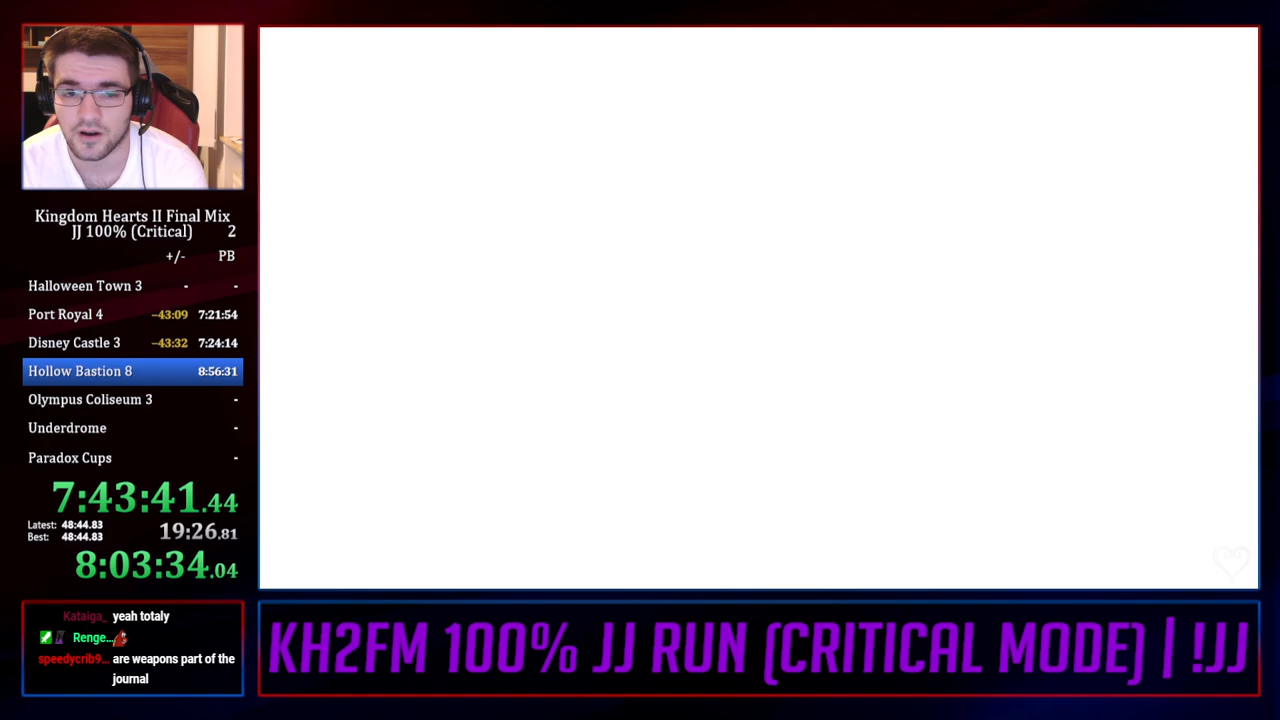 Kingdom Hearts II Final Mix
JJ 100% (Critical) 2
+/- PB
Halloween Town 3 - -
Port Royal 4 −43:09 7:21:54
Disney Castle 3 −43:32 7:24:14
Hollow Bastion 8 8:56:31
Olympus Coliseum 3 -
Underdrome -
Paradox Cups -
7:43:41.44
Latest: 48:44.83
Best: 48:44.83
19:26.81
8:03:34.04
Kataiga_ yeah totaly
Renge...
speedycrib9... are weapons part of the
journal
KH2FM 100% JJ RUN (CRITICAL MODE) | !JJ